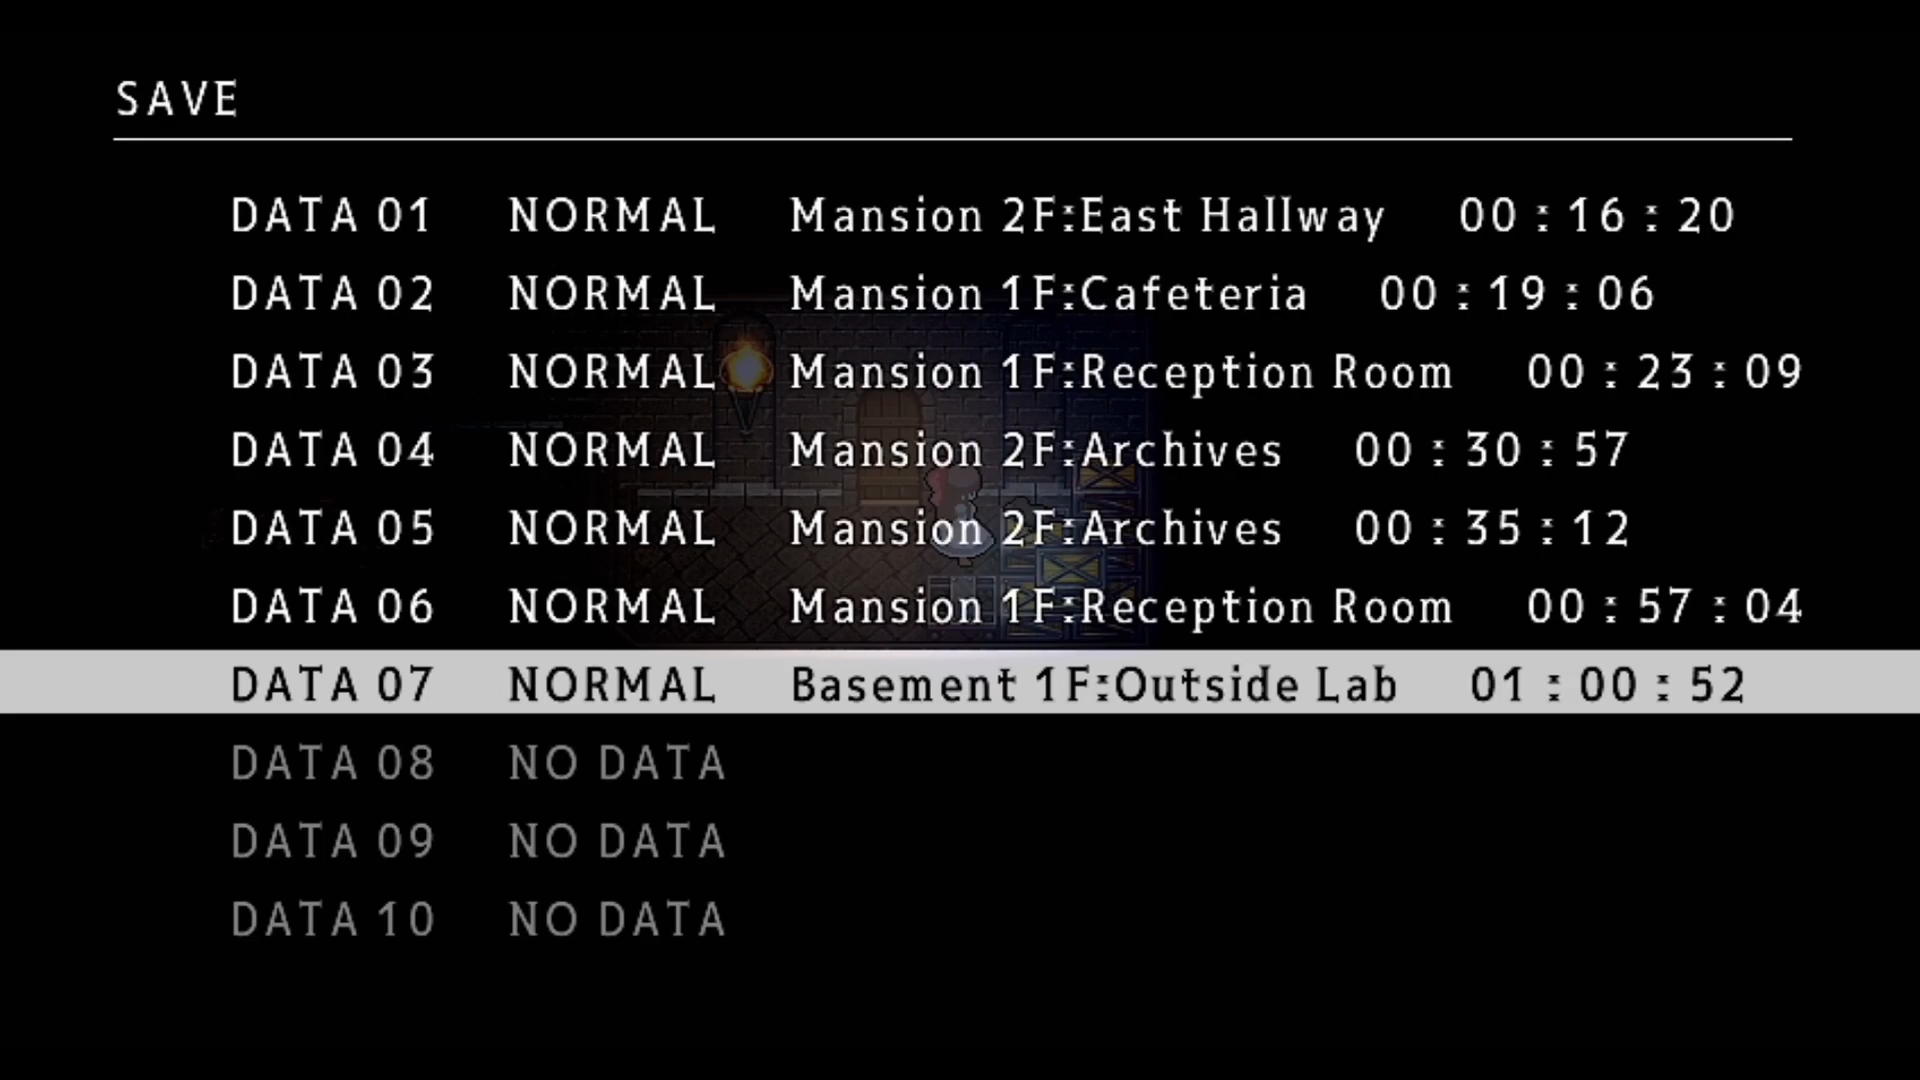 SAVE
DATA 01 NORMAL Mansion 2F:East Hallway 00:16:20
DATA 02 NORMAL Mansion 1F:Cafeteria 00:19:06
DATA 03 NORMAL Mansion 1F:Reception Room 00:23:09
DATA 04 NORMAL Mansion 2F:Archives 00:30:57
DATA 05 NORMAL Mansion 2F:Archives 00:35:12
DATA 06 NORMAL Mansion 1F:Reception Room 00:57:04
DATA 07 NORMAL Basement 1F:Outside Lab 01:00:52
DATA 08 NO DATA
DATA 09 NO DATA
DATA 10 NO DATA